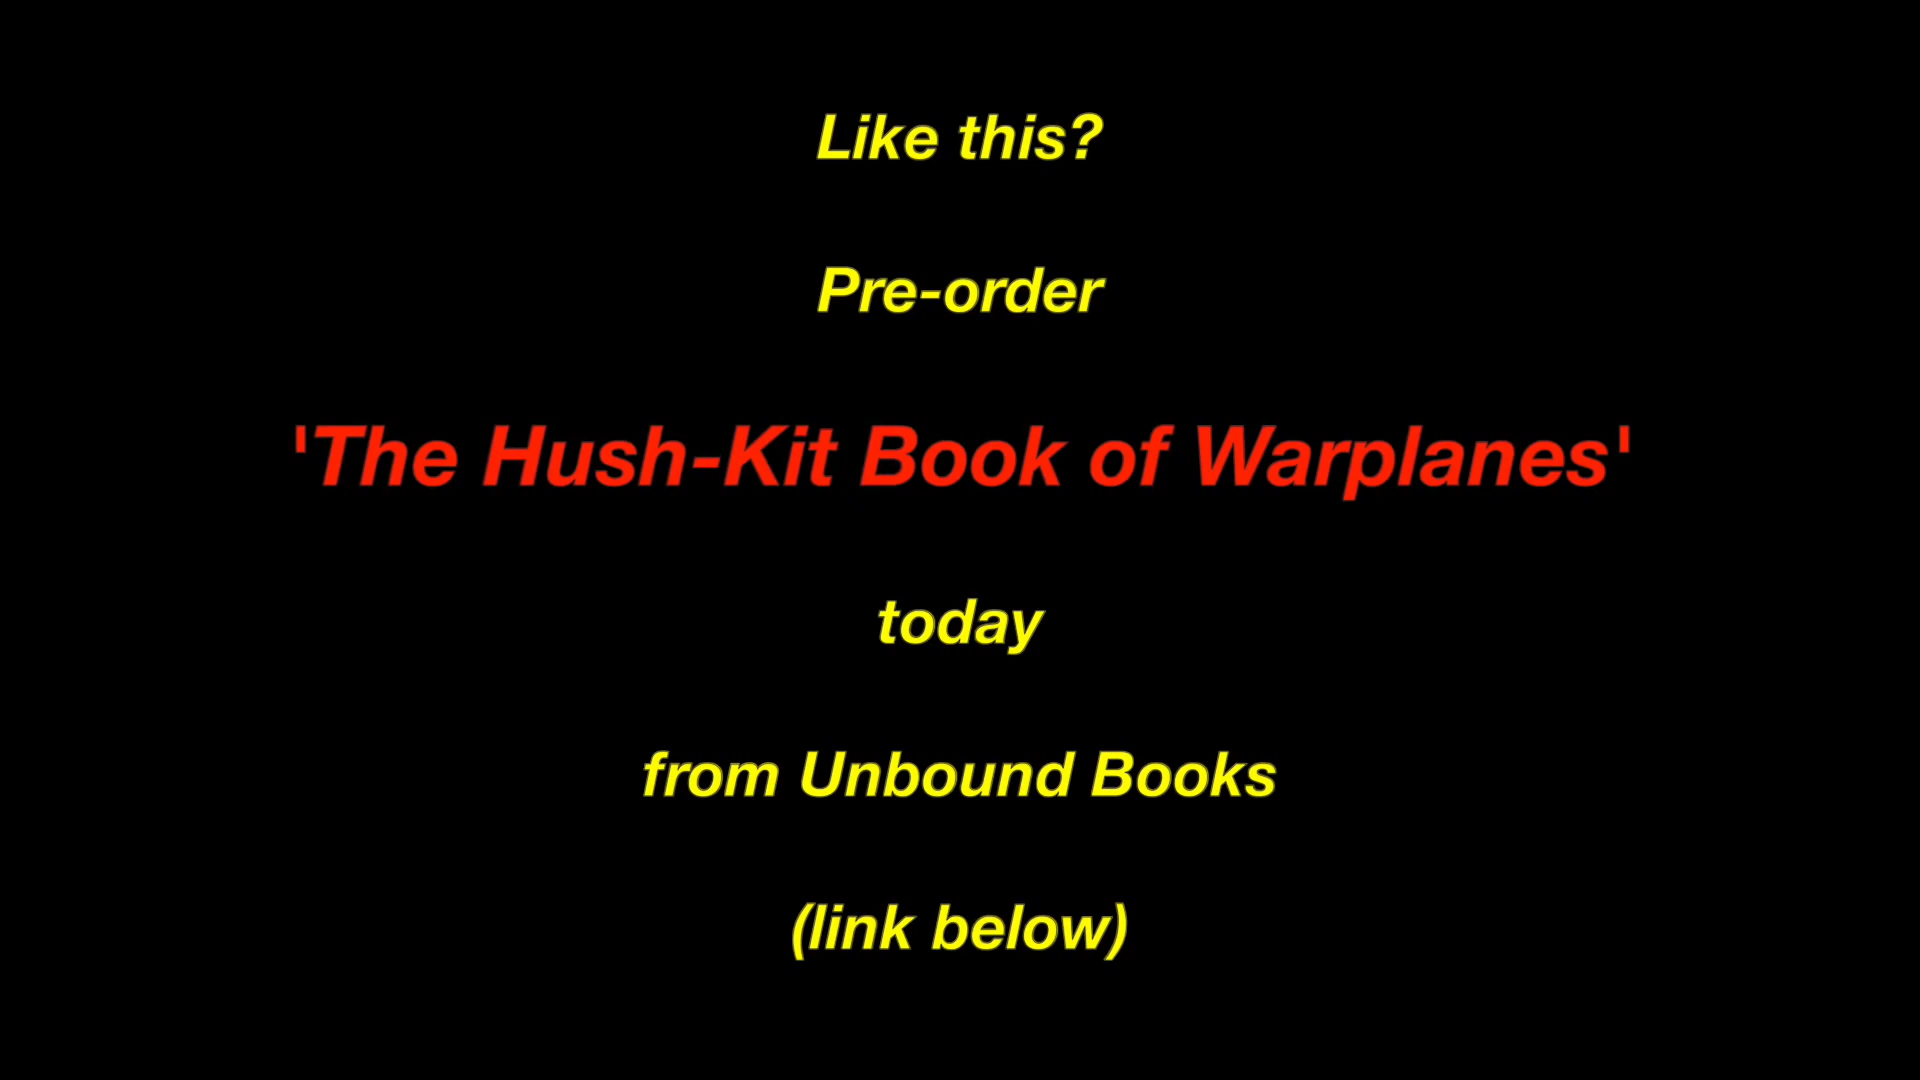 Like this?
Pre-order
'The Hush-Kit Book of Warplanes'
today
from Unbound Books
(link below)